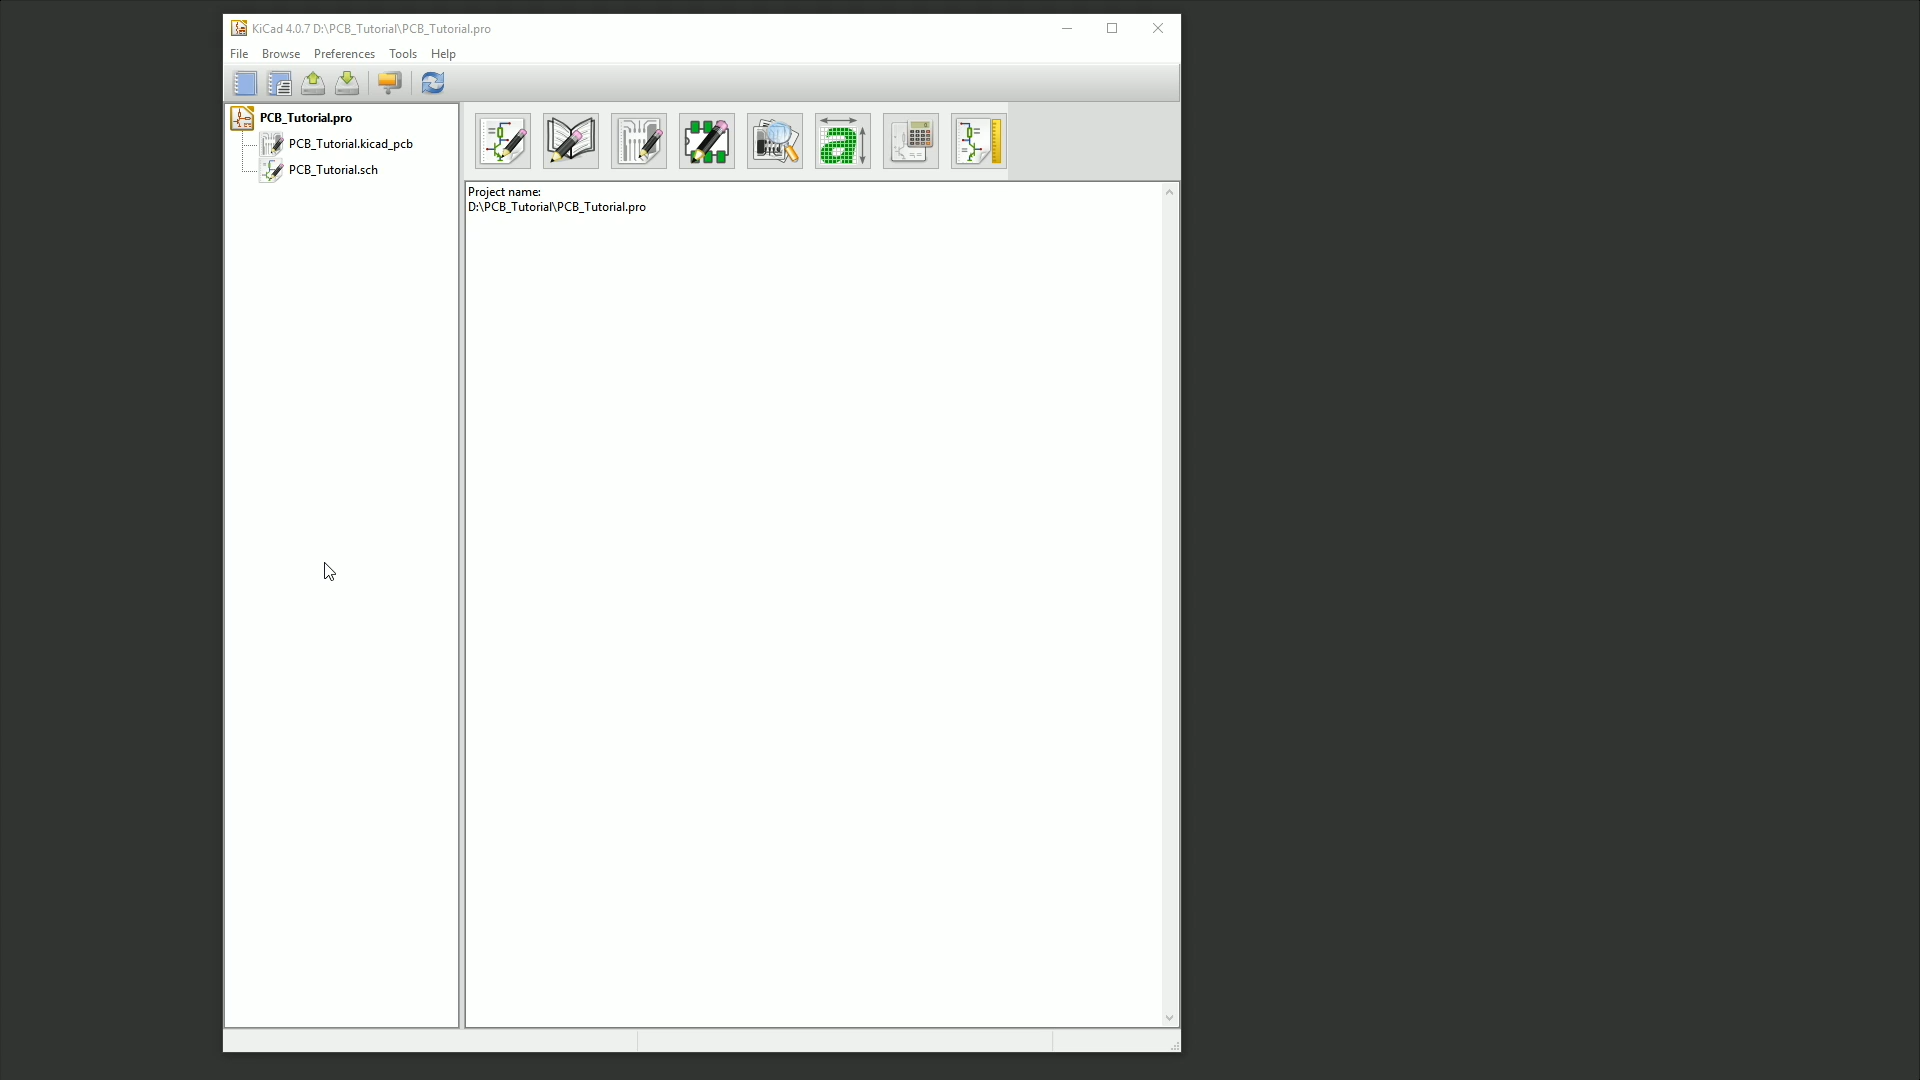 KiCad 4.0.7 D:\PCB_Tutorial\PCB_Tutorial.pro
File Browse Preferences Tools Help
PCB_Tutorial.pro
PCB_Tutorial.kicad_pcb
PCB_Tutorial.sch
Project name:
D:\PCB_Tutorial\PCB_Tutorial.pro